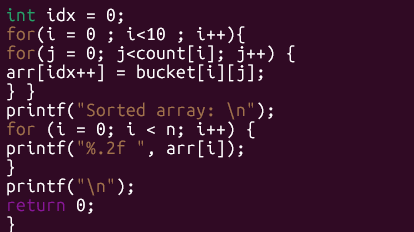 int idx = 0;
for(i = 0 ; i<10 ; i++){
for(j = 0; j<count[i]; j++) {
arr[idx++] = bucket[i][j];
} }
printf("Sorted array: \n");
for (i = 0; i < n; i++) {
printf("%.2f ", arr[i]);
}
printf("\n");
return 0;
}